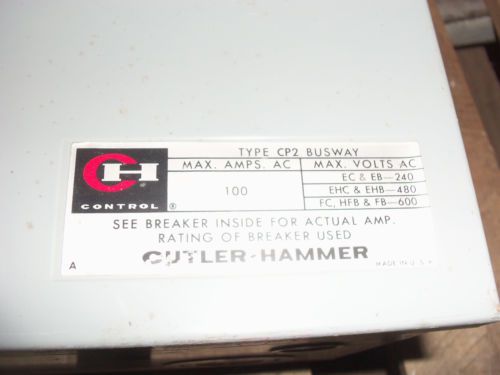 TYPE CP2 BUSWAY
MAX. AMPS. AC
MAX. VOLTS AC
100
EC & EB-240
EHC & EHB-480
FC, HFB & FB-600
CH
CONTROL ®
SEE BREAKER INSIDE FOR ACTUAL AMP.
RATING OF BREAKER USED
CUTLER-HAMMER
A
MADE IN U.S.A.